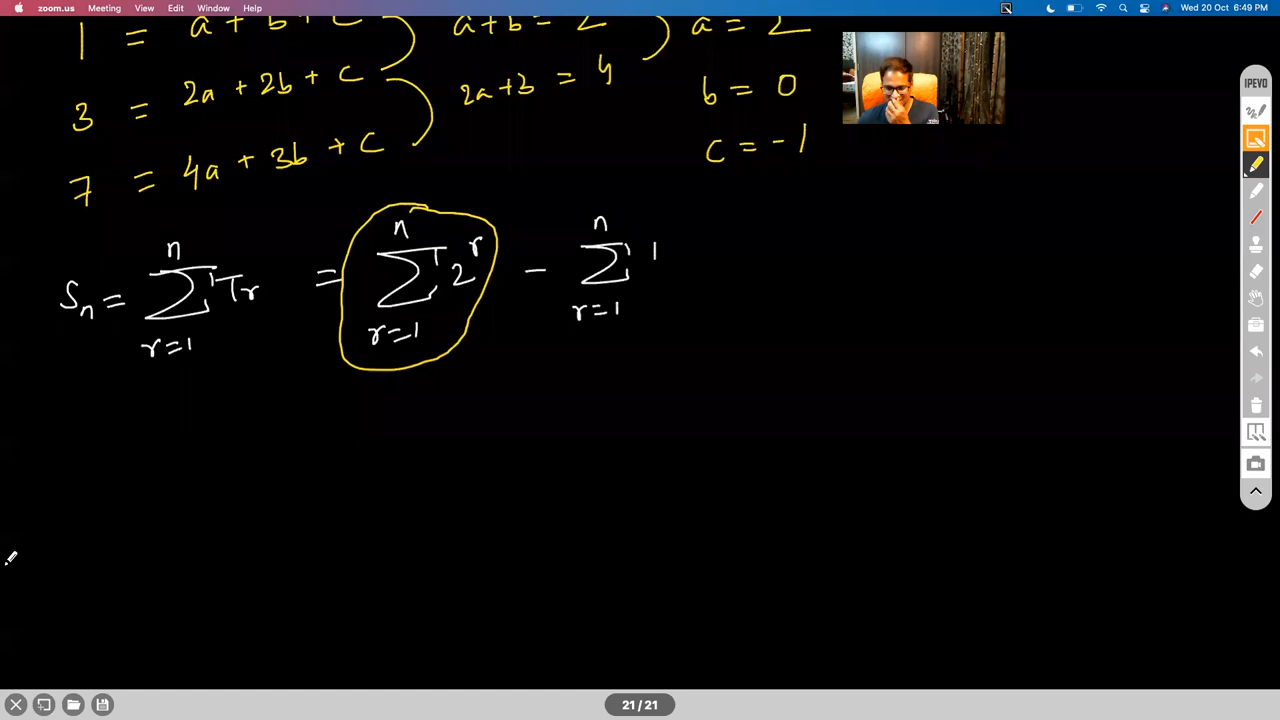 zoom.us Meeting View Window Help Wed 20 Oct 6:49 PM
1 = a + b + c a+b = 2 a = 2
3 = 2a + 2b + c 2a+b = 4 b = 0
7 = 4a + 3b + c c = -1
Sn = n Σ r=1 Tr = n Σ r=1 2^r - n Σ r=1 1
IPEVO
21/21